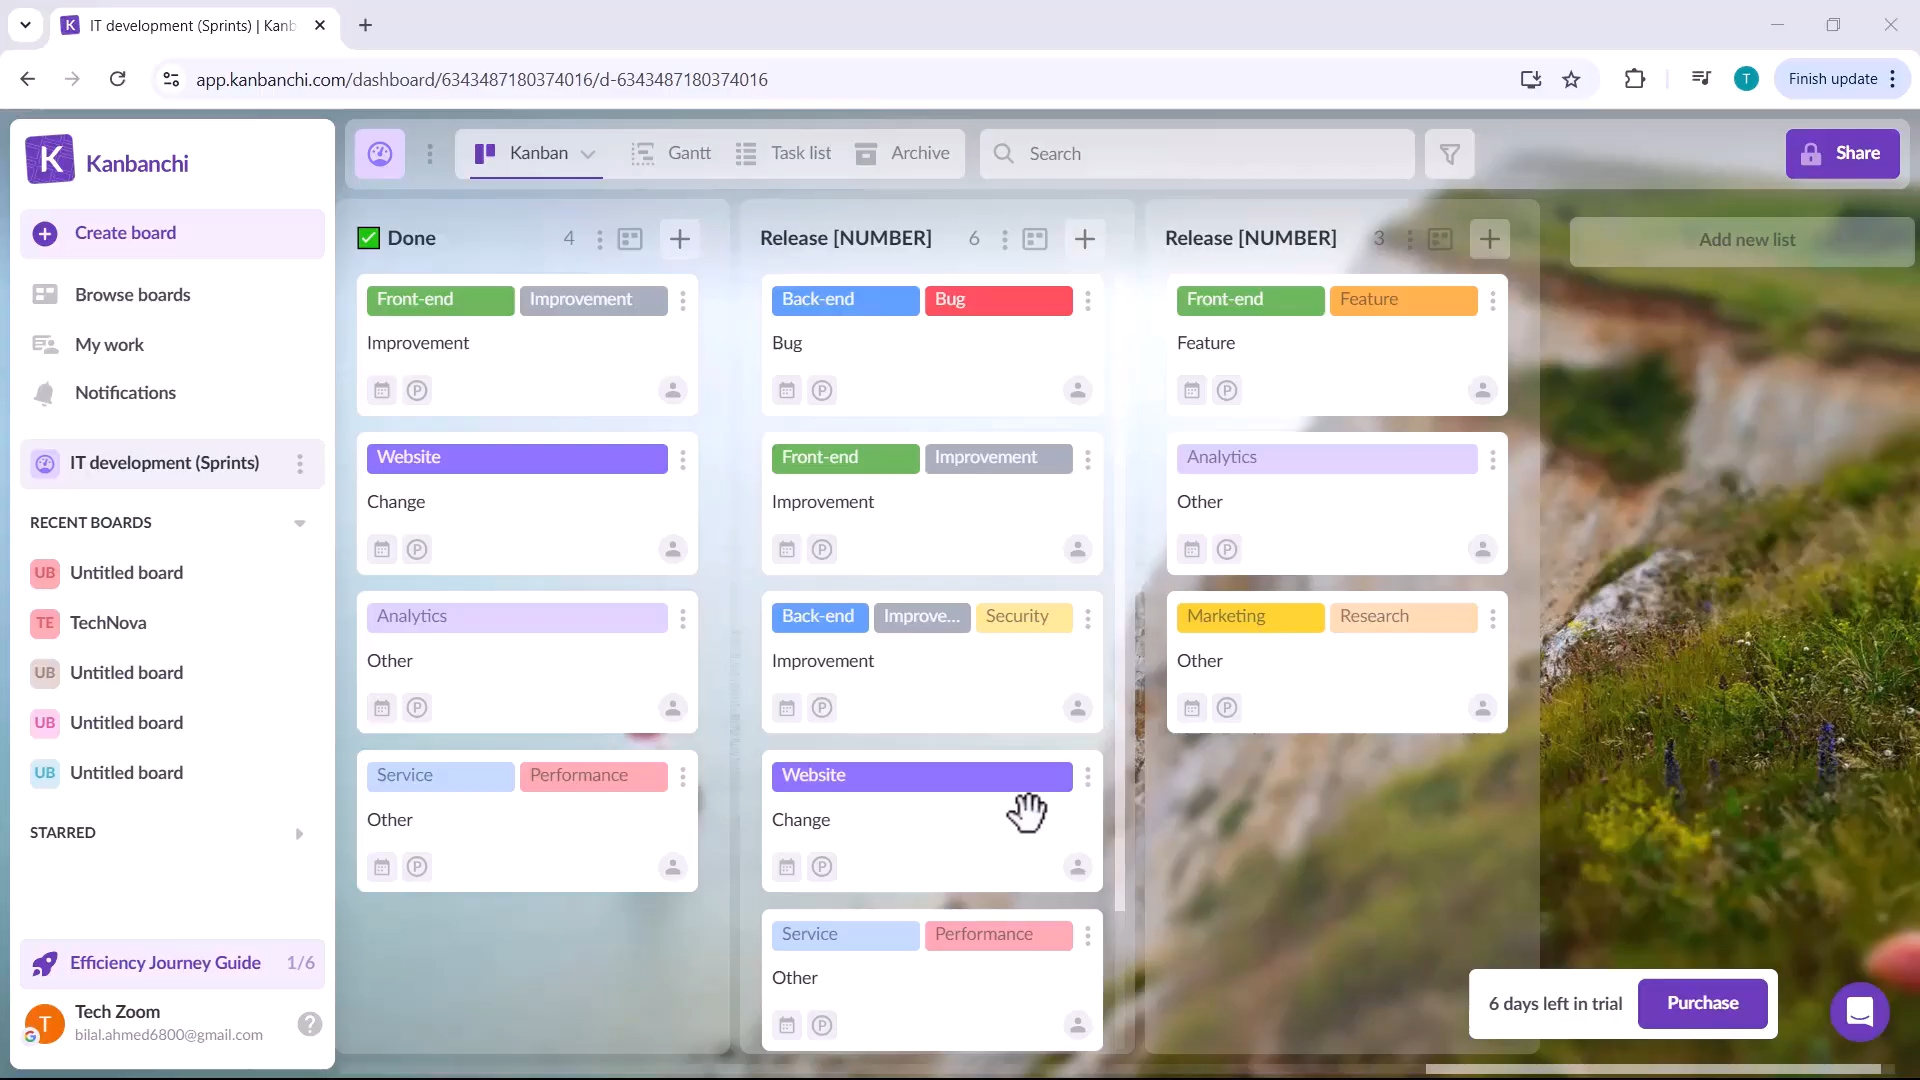 IT development (Sprints) | Kanb
app.kanbanchi.com/dashboard/6343487180374016/d-6343487180374016
T
Finish update
K Kanbanchi
Create board
Browse boards
My work
Notifications
IT development (Sprints)
RECENT BOARDS
UB Untitled board
TE TechNova
UB Untitled board
UB Untitled board
UB Untitled board
STARRED
Efficiency Journey Guide 1/6
T Tech Zoom
bilal.ahmed6800@gmail.com
?
Kanban
Gantt
Task list
Archive
Search
Share
Done 4
Front-end Improvement
Improvement
P
Website
Change
P
Analytics
Other
P
Service Performance
Other
P
Release [NUMBER] 6
Back-end Bug
Bug
P
Front-end Improvement
Improvement
P
Back-end Improve... Security
Improvement
P
Website
Change
P
Service Performance
Other
P
Release [NUMBER] 3
Front-end Feature
Feature
P
Analytics
Other
P
Marketing Research
Other
P
Add new list
6 days left in trial
Purchase